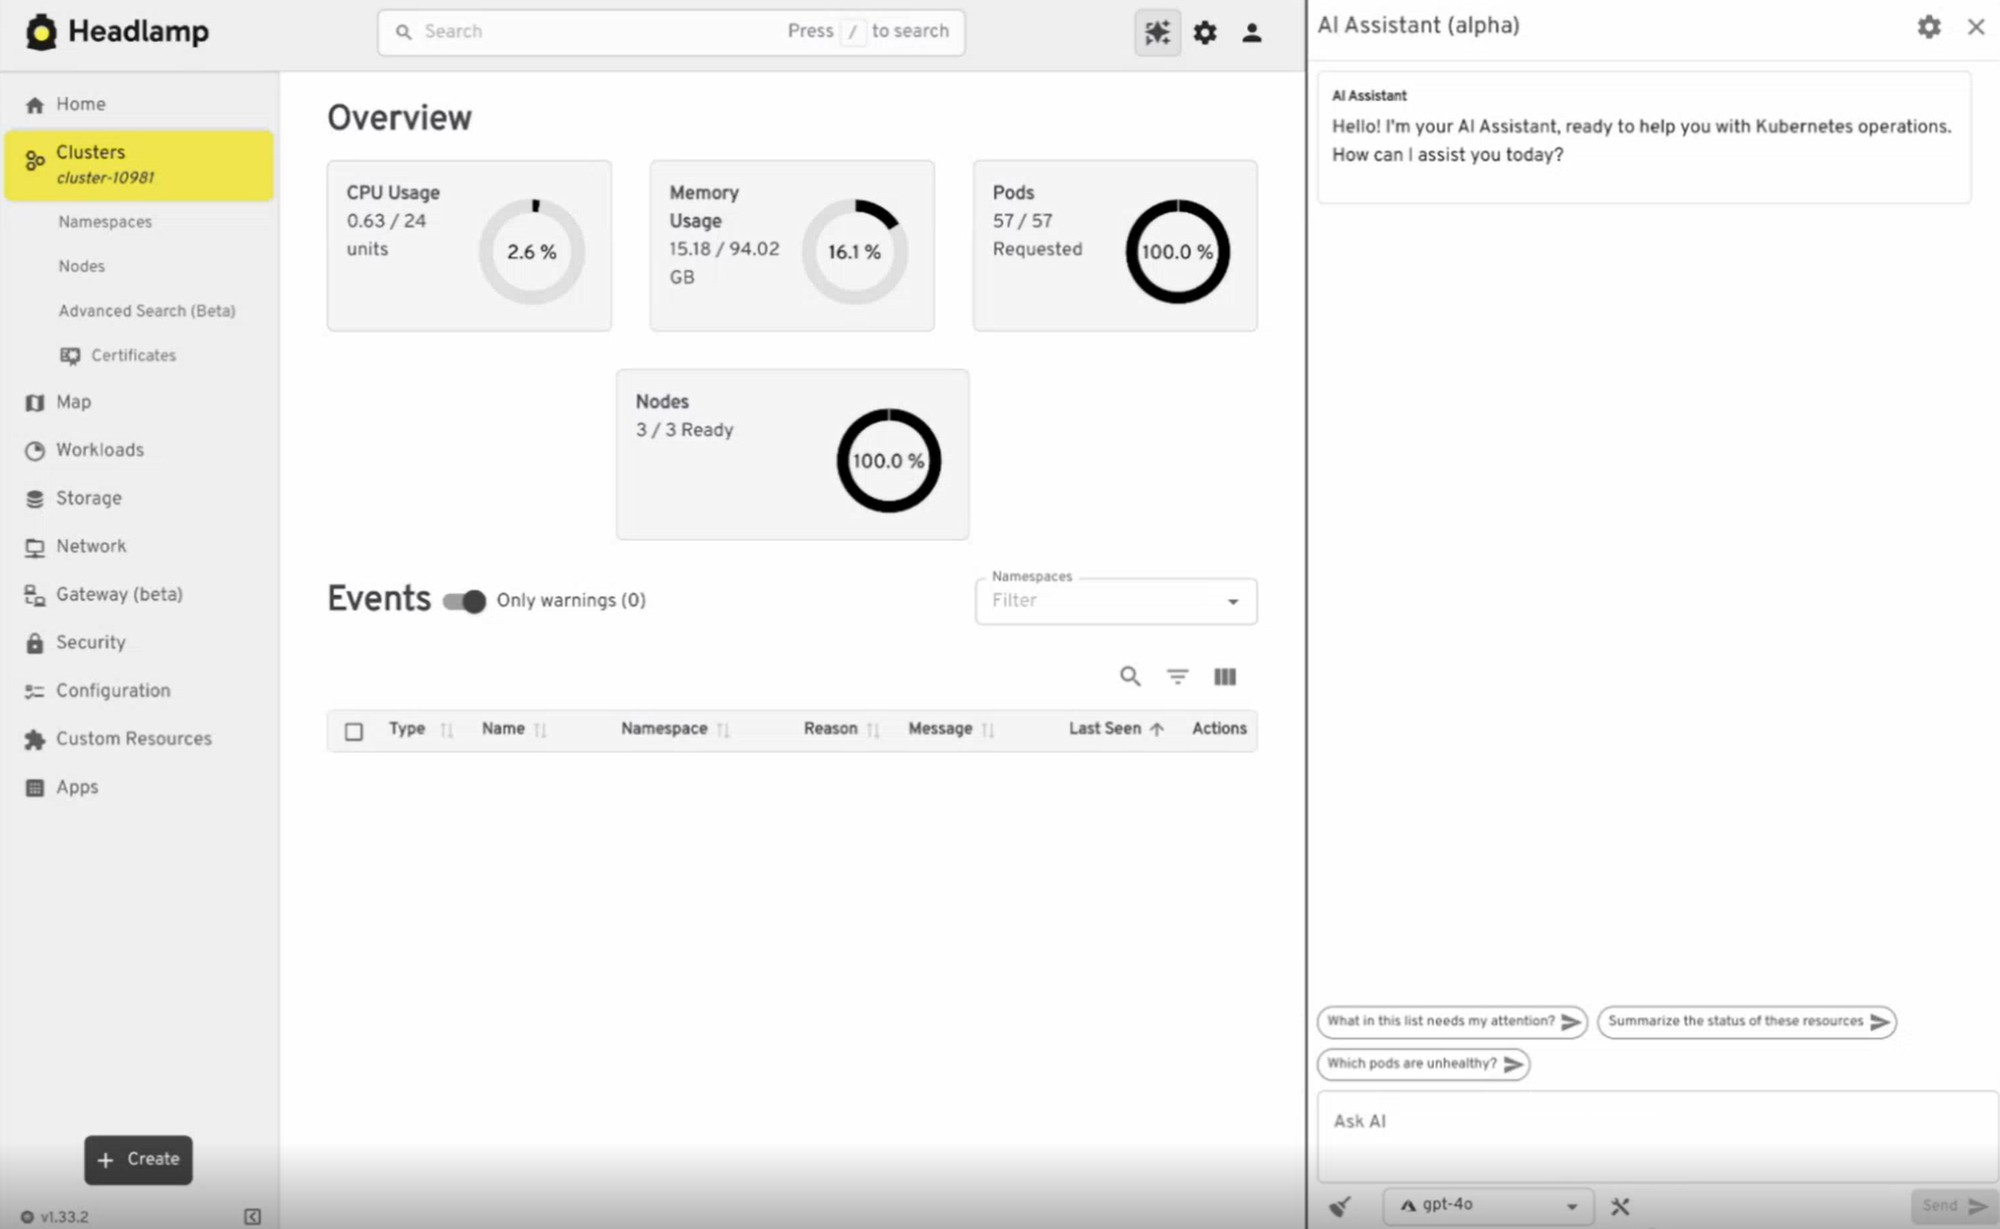 Headlamp
Search
Press / to search
Home
Clusters
cluster-10981
Namespaces
Nodes
Advanced Search (Beta)
Certificates
Map
Workloads
Storage
Network
Gateway (beta)
Security
Configuration
Custom Resources
Apps
+ Create
v1.33.2
Overview
CPU Usage
0.63 / 24
units
2.6 %
Memory
Usage
15.18 / 94.02
GB
16.1 %
Pods
57 / 57
Requested
100.0 %
Nodes
3 / 3 Ready
100.0 %
Events
Only warnings (0)
Namespaces
Filter
Type Name Namespace Reason Message Last Seen Actions
AI Assistant (alpha)
AI Assistant
Hello! I'm your AI Assistant, ready to help you with Kubernetes operations.
How can I assist you today?
What in this list needs my attention?
Summarize the status of these resources
Which pods are unhealthy?
Ask AI
gpt-4o
Send